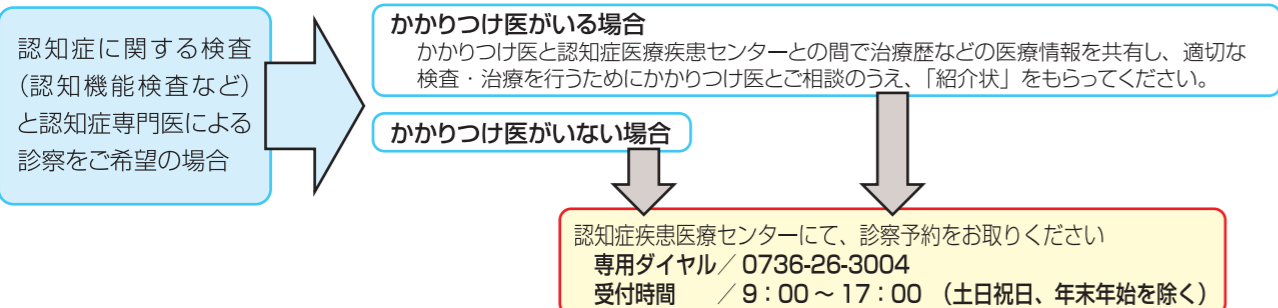 認知症に関する検査
（認知機能検査など）
と認知症専門医による
診察をご希望の場合
かかりつけ医がいる場合
かかりつけ医と認知症医療疾患センターとの間で治療歴などの医療情報を共有し、適切な
検査・治療を行うためにかかりつけ医とご相談のうえ、「紹介状」をもらってください。
かかりつけ医がいない場合
認知症疾患医療センターにて、診察予約をお取りください
専用ダイヤル／ 0736-26-3004
受付時間　　／ 9：00～17：00 （土日祝日、年末年始を除く）